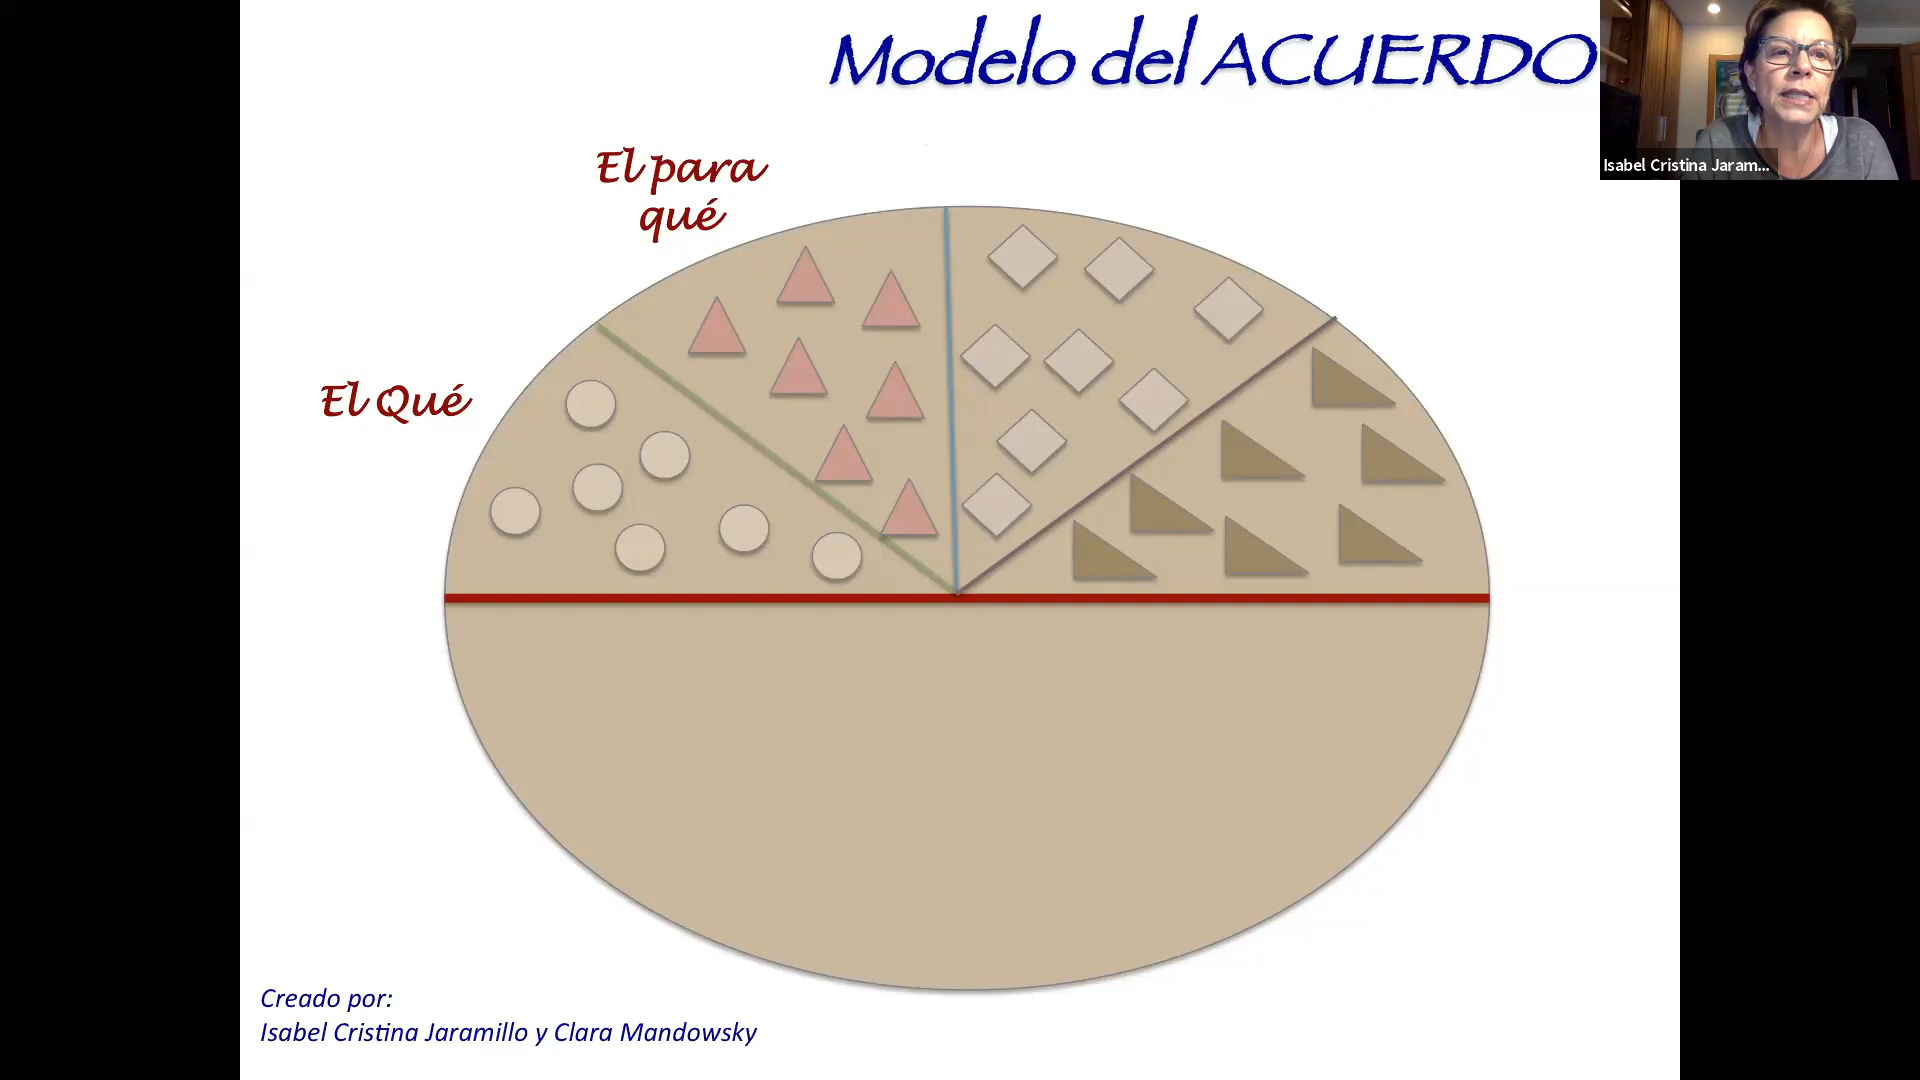 Modelo del ACUERDO
Isabel Cristina Jaram...
El para
qué
El Qué
Creado por:
Isabel Cristina Jaramillo y Clara Mandowsky